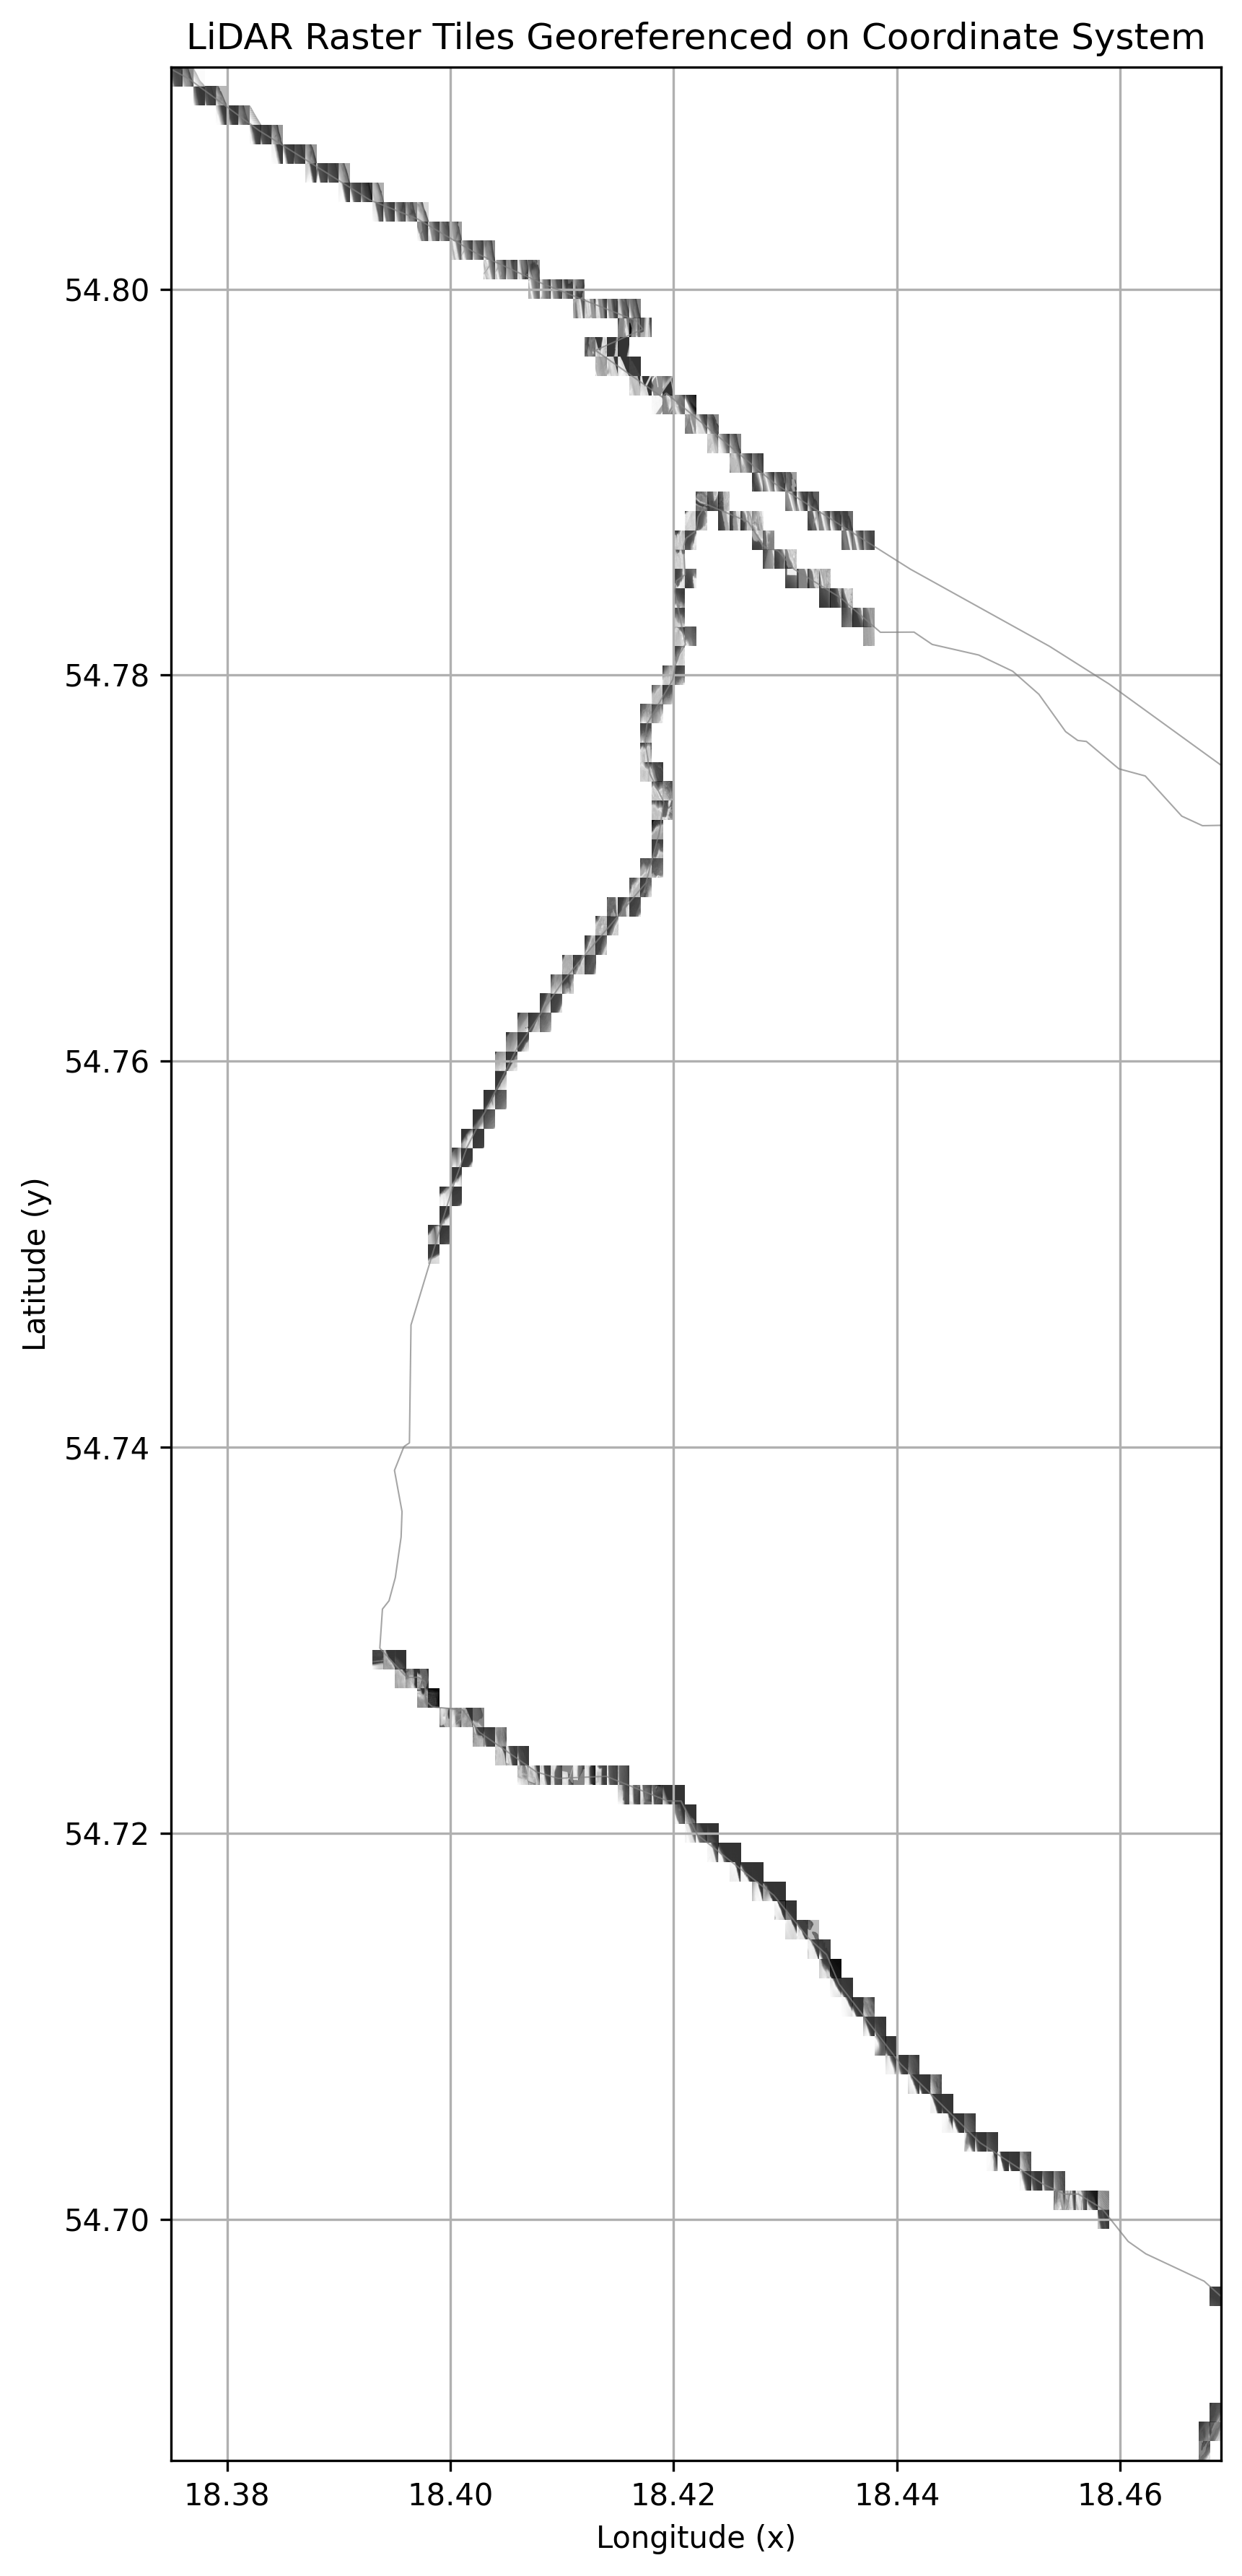 LiDAR Raster Tiles Georeferenced on Coordinate System
54.80
54.78
54.76
54.74
54.72
54.70
Latitude (y)
18.38 18.40 18.42 18.44 18.46
Longitude (x)